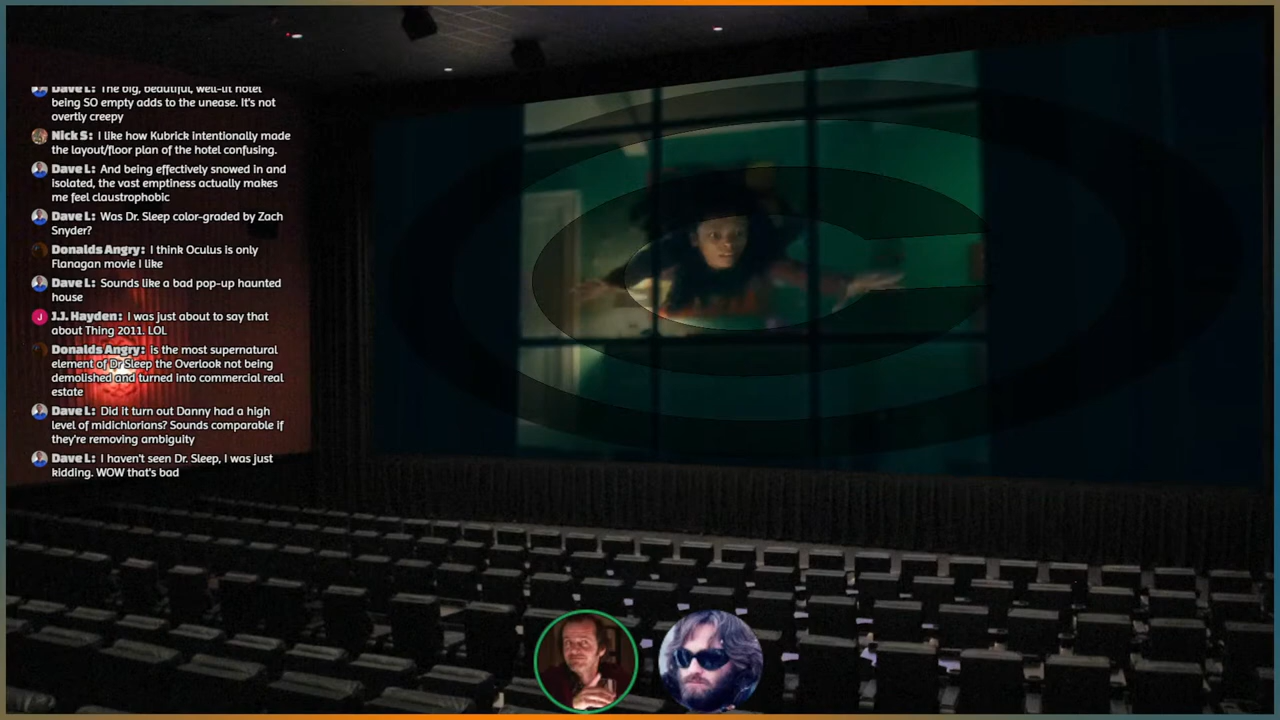 Dave L: The big, beautiful, well-lit hotel
being SO empty adds to the unease. It's not
overtly creepy
Nick S: I like how Kubrick intentionally made
the layout/floor plan of the hotel confusing.
Dave L: And being effectively snowed in and
isolated, the vast emptiness actually makes
me feel claustrophobic
Dave L: Was Dr. Sleep color-graded by Zach
Snyder?
Donalds Angry: I think Oculus is only
Flanagan movie I like
Dave L: Sounds like a bad pop-up haunted
house
J J.J. Hayden: I was just about to say that
about Thing 2011. LOL
Donalds Angry: is the most supernatural
element of Dr Sleep the Overlook not being
demolished and turned into commercial real
estate
Dave L: Did it turn out Danny had a high
level of midichlorians? Sounds comparable if
they're removing ambiguity
Dave L: I haven't seen Dr. Sleep, I was just
kidding. WOW that's bad